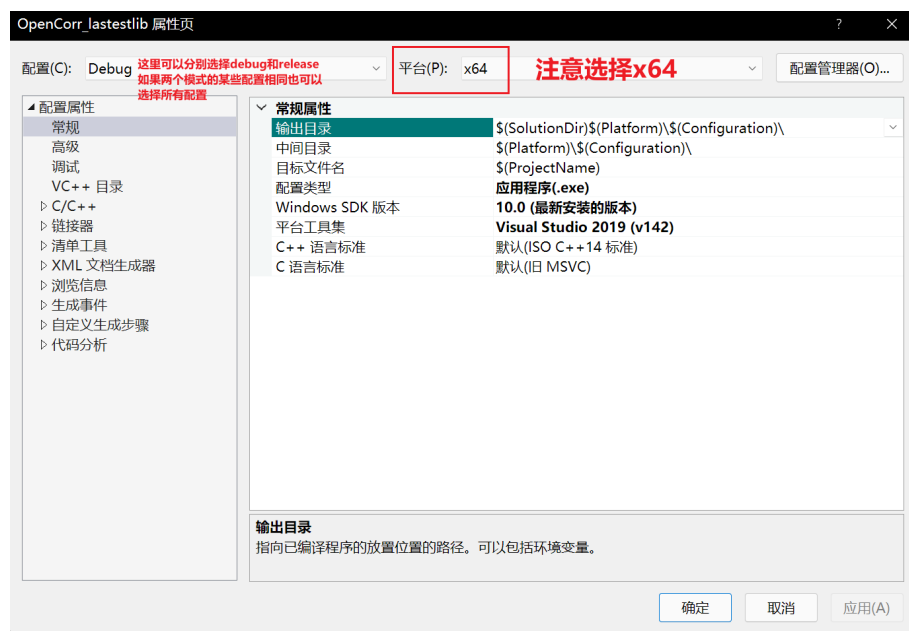 OpenCorr_lastestlib 属性页
配置(C): Debug
这里可以分别选择debug和release
如果两个模式的某些配置相同也可以
选择所有配置
平台(P): x64
注意选择x64
配置管理器(O)...
配置属性
常规
高级
调试
VC++ 目录
C/C++
链接器
清单工具
XML 文档生成器
浏览信息
生成事件
自定义生成步骤
代码分析
常规属性
输出目录 $(SolutionDir)$(Platform)\$(Configuration)\
中间目录 $(Platform)\$(Configuration)\
目标文件名 $(ProjectName)
配置类型 应用程序(.exe)
Windows SDK 版本 10.0 (最新安装的版本)
平台工具集 Visual Studio 2019 (v142)
C++ 语言标准 默认(ISO C++14 标准)
C 语言标准 默认(旧 MSVC)
输出目录
指向已编译程序的放置位置的路径。可以包括环境变量。
确定 取消 应用(A)